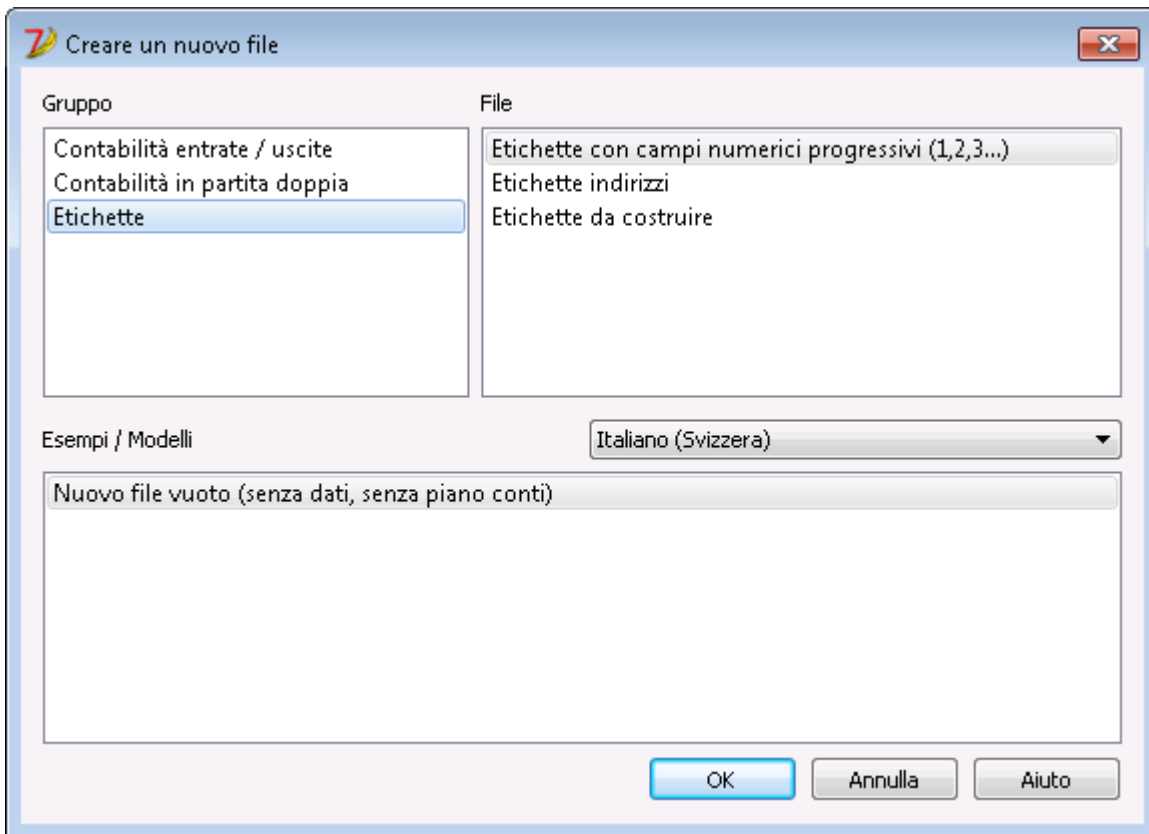 Creare un nuovo file
Gruppo
File
Contabilità entrate / uscite
Contabilità in partita doppia
Etichette
Etichette con campi numerici progressivi (1,2,3...)
Etichette indirizzi
Etichette da costruire
Esempi / Modelli
Italiano (Svizzera)
Nuovo file vuoto (senza dati, senza piano conti)
OK
Annulla
Aiuto